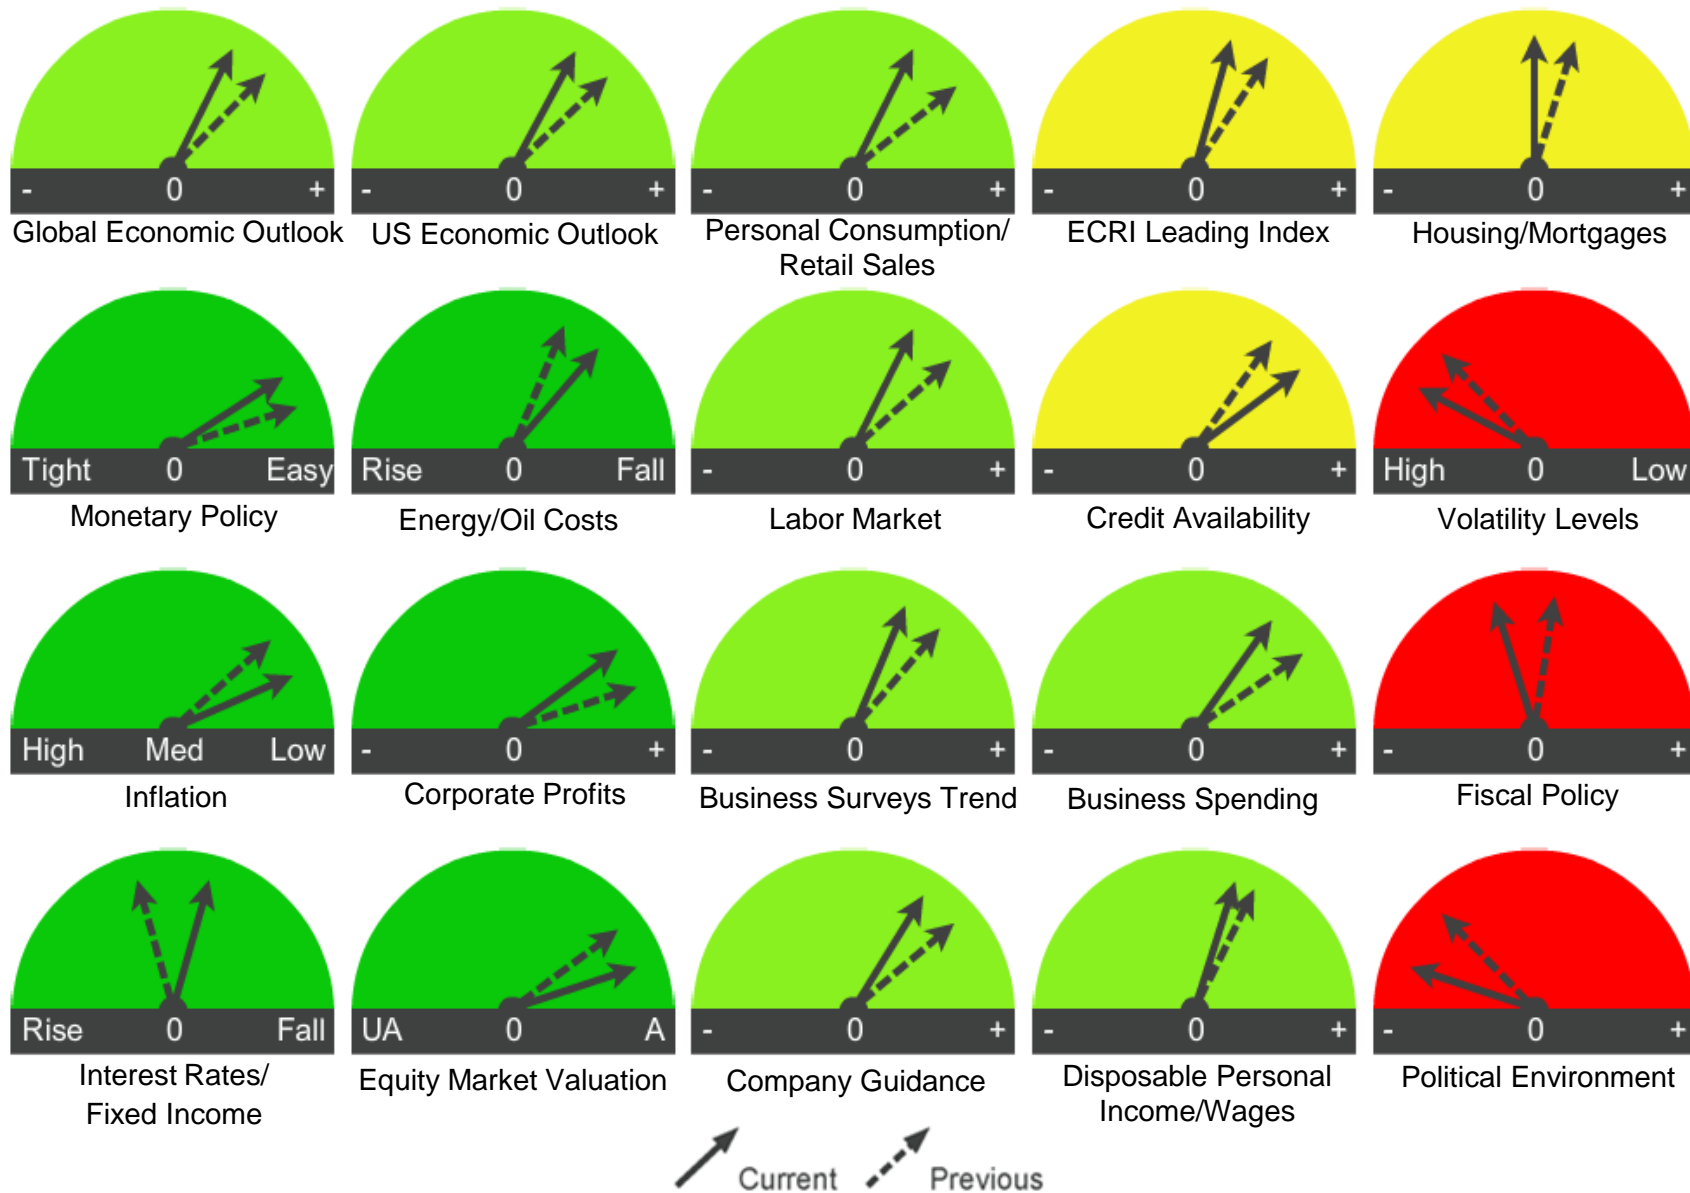 - 0 +
Global Economic Outlook
- 0 +
US Economic Outlook
- 0 +
Personal Consumption/
Retail Sales
- 0 +
ECRI Leading Index
- 0 +
Housing/Mortgages
Tight 0 Easy
Monetary Policy
Rise 0 Fall
Energy/Oil Costs
- 0 +
Labor Market
- 0 +
Credit Availability
High 0 Low
Volatility Levels
High Med Low
Inflation
- 0 +
Corporate Profits
- 0 +
Business Surveys Trend
- 0 +
Business Spending
- 0 +
Fiscal Policy
Rise 0 Fall
Interest Rates/
Fixed Income
UA 0 A
Equity Market Valuation
- 0 +
Company Guidance
- 0 +
Disposable Personal
Income/Wages
- 0 +
Political Environment
Current Previous